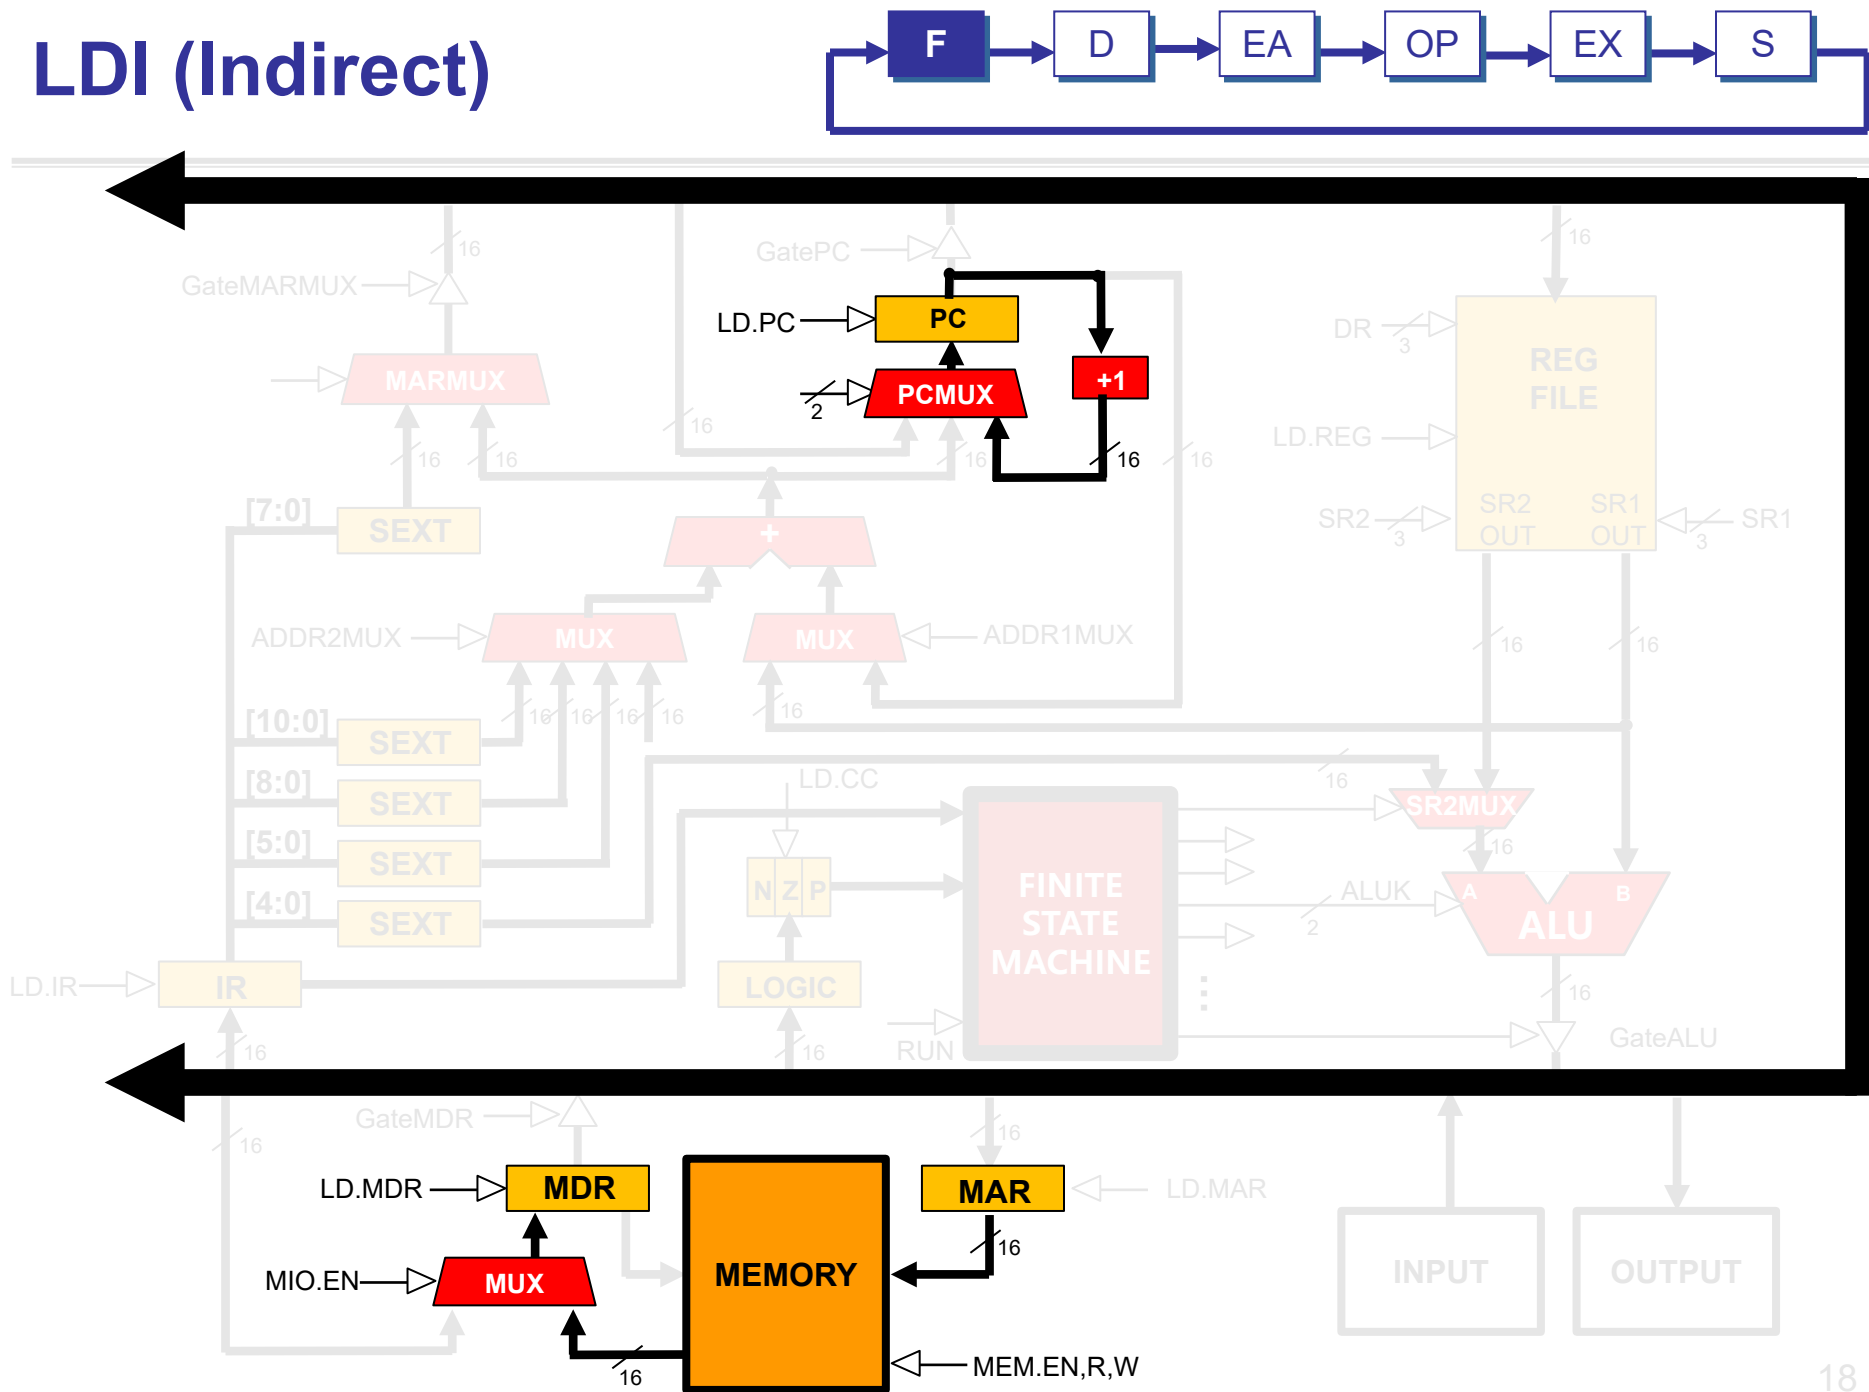 LDI (Indirect)
F D EA OP EX S
16
16
GatePC
GateMARMUX
LD.PC
PC
DR
3
REG
FILE
MARMUX
2
PCMUX
+1
16
LD.REG
16
16
16
16
16
[7:0]
SEXT
SR2
3
SR2
OUT
SR1
OUT
3
SR1
+
ADDR2MUX
MUX
MUX
ADDR1MUX
16
16
16
16
16
16
16
[10:0]
SEXT
[8:0]
SEXT
LD.CC
16
SR2MUX
[5:0]
SEXT
16
N Z P
FINITE
STATE
MACHINE
ALUK
2
A
B
ALU
[4:0]
SEXT
LD.IR
IR
LOGIC
16
16
16
RUN
GateALU
GateMDR
16
16
LD.MDR
MDR
MAR
LD.MAR
16
MIO.EN
MUX
MEMORY
INPUT
OUTPUT
16
MEM.EN,R,W
18